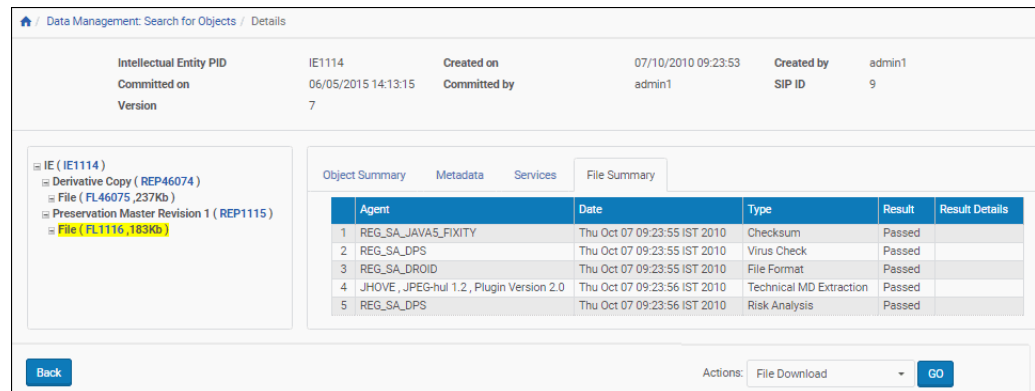 / Data Management: Search for Objects / Details
Intellectual Entity PID IE1114 Created on 07/10/2010 09:23:53 Created by admin1
Committed on 06/05/2015 14:13:15 Committed by admin1 SIP ID 9
Version 7
IE ( IE1114 )
Derivative Copy ( REP46074 )
File ( FL46075 ,237Kb )
Preservation Master Revision 1 ( REP1115 )
File ( FL1116 ,183Kb )
Object Summary Metadata Services File Summary
Agent Date Type Result Result Details
1 REG_SA_JAVA5_FIXITY Thu Oct 07 09:23:55 IST 2010 Checksum Passed
2 REG_SA_DPS Thu Oct 07 09:23:55 IST 2010 Virus Check Passed
3 REG_SA_DROID Thu Oct 07 09:23:55 IST 2010 File Format Passed
4 JHOVE , JPEG-hul 1.2 , Plugin Version 2.0 Thu Oct 07 09:23:56 IST 2010 Technical MD Extraction Passed
5 REG_SA_DPS Thu Oct 07 09:23:56 IST 2010 Risk Analysis Passed
Back Actions: File Download GO